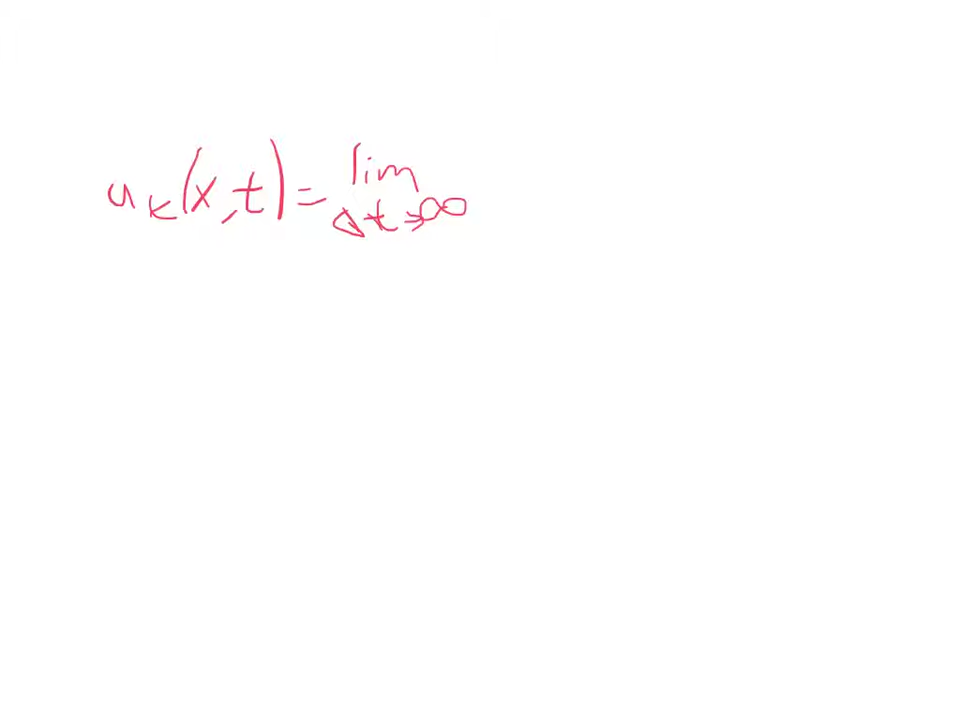 u_k(x,t) = lim
Δt→∞